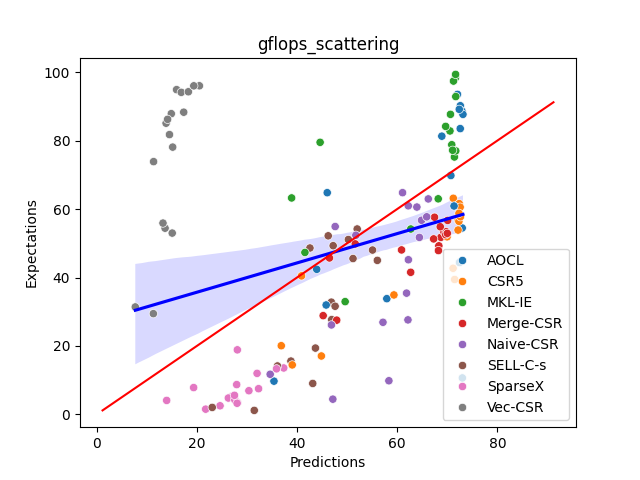 gflops_scattering
Expectations
100
80
60
40
20
0
AOCL
CSR5
MKL-IE
Merge-CSR
Naive-CSR
SELL-C-s
SparseX
Vec-CSR
0 20 40 60 80
Predictions